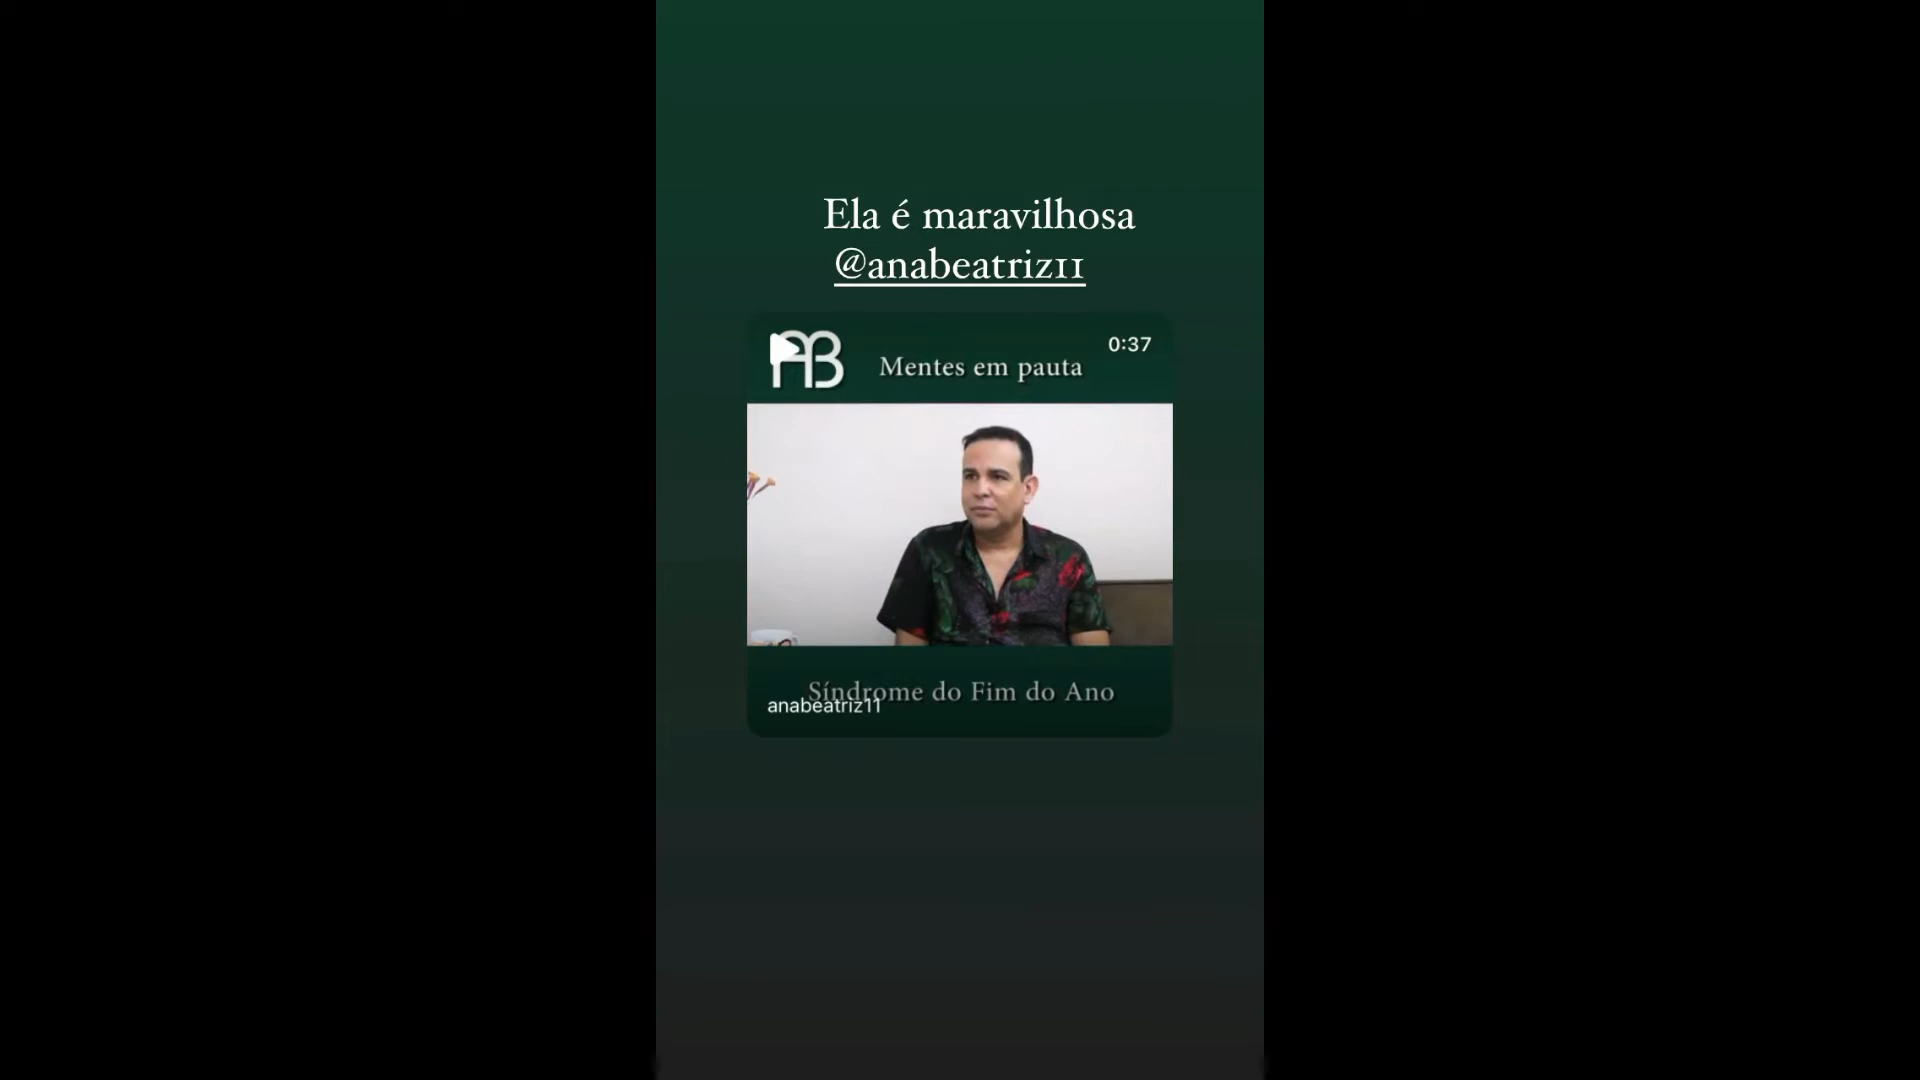 Ela é maravilhosa
@anabeatriz11
AB
Mentes em pauta
0:37
Síndrome do Fim do Ano
anabeatriz11